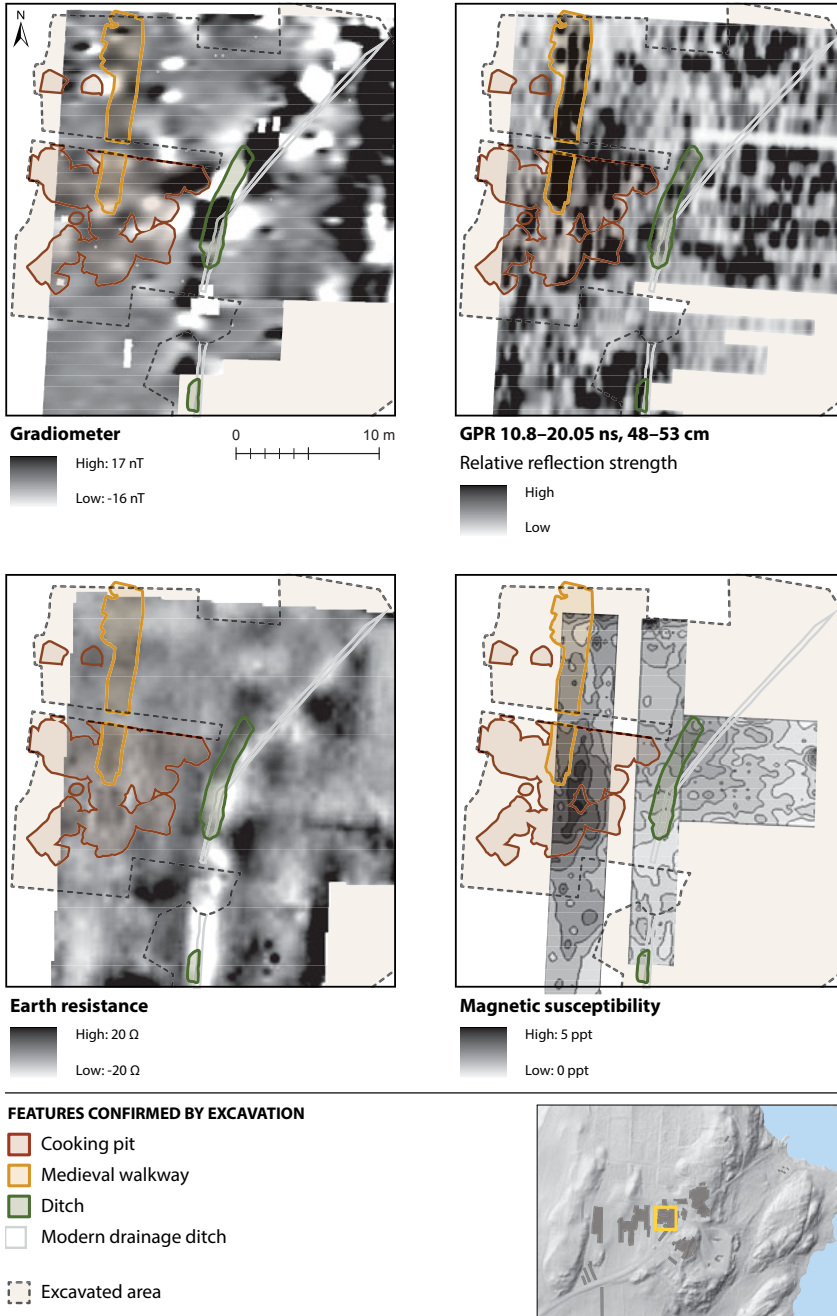 N
Gradiometer
High: 17 nT
Low: -16 nT
0 10 m
GPR 10.8–20.05 ns, 48–53 cm
Relative reflection strength
High
Low
Earth resistance
High: 20 Ω
Low: -20 Ω
Magnetic susceptibility
High: 5 ppt
Low: 0 ppt
FEATURES CONFIRMED BY EXCAVATION
Cooking pit
Medieval walkway
Ditch
Modern drainage ditch
Excavated area